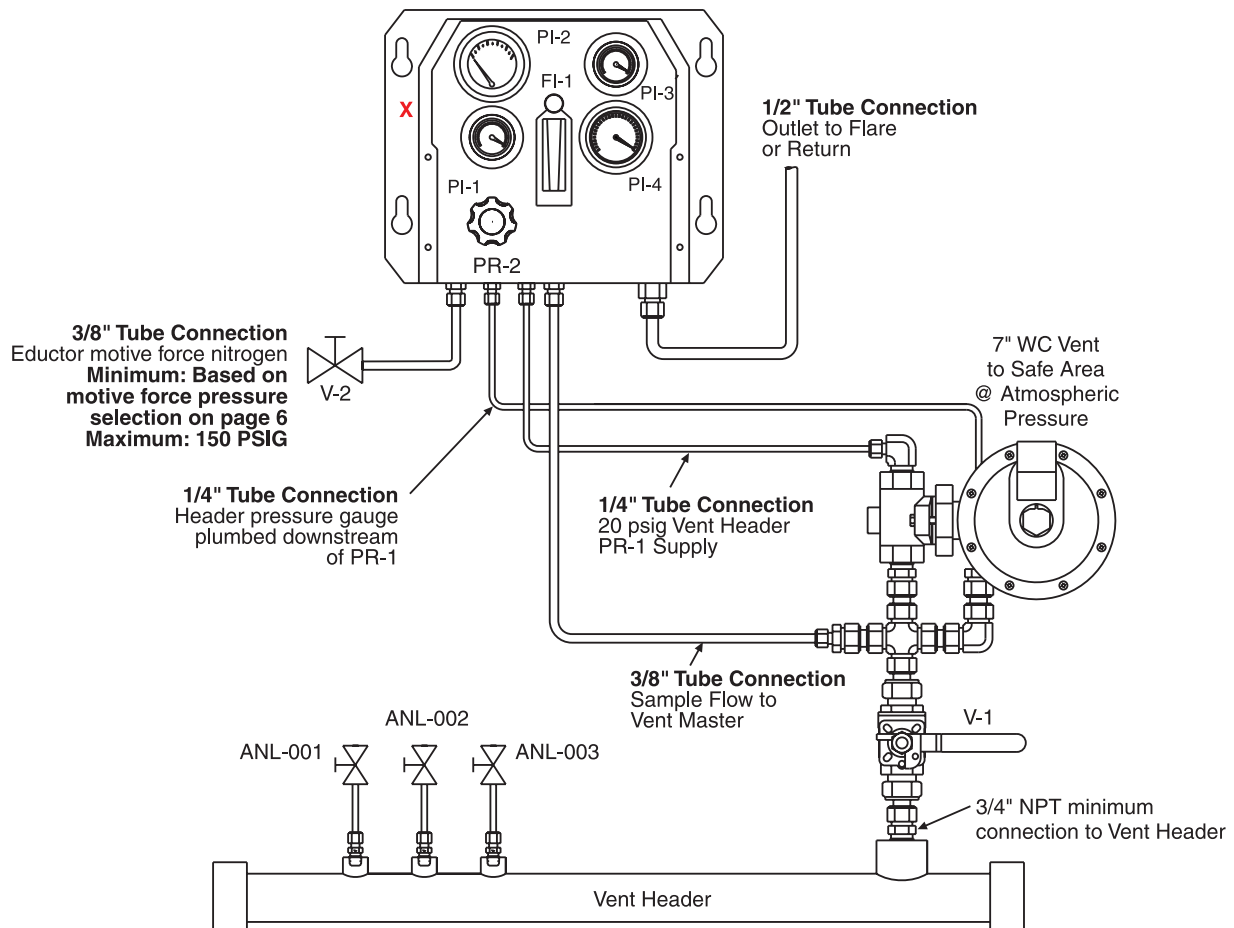 PI-2
FI-1
PI-3
X
PI-1
PI-4
PR-2
1/2" Tube Connection
Outlet to Flare
or Return
3/8" Tube Connection
Eductor motive force nitrogen
Minimum: Based on
motive force pressure
selection on page 6
Maximum: 150 PSIG
V-2
7" WC Vent
to Safe Area
@ Atmospheric
Pressure
1/4" Tube Connection
Header pressure gauge
plumbed downstream
of PR-1
1/4" Tube Connection
20 psig Vent Header
PR-1 Supply
3/8" Tube Connection
Sample Flow to
Vent Master
V-1
ANL-002
ANL-001
ANL-003
3/4" NPT minimum
connection to Vent Header
Vent Header